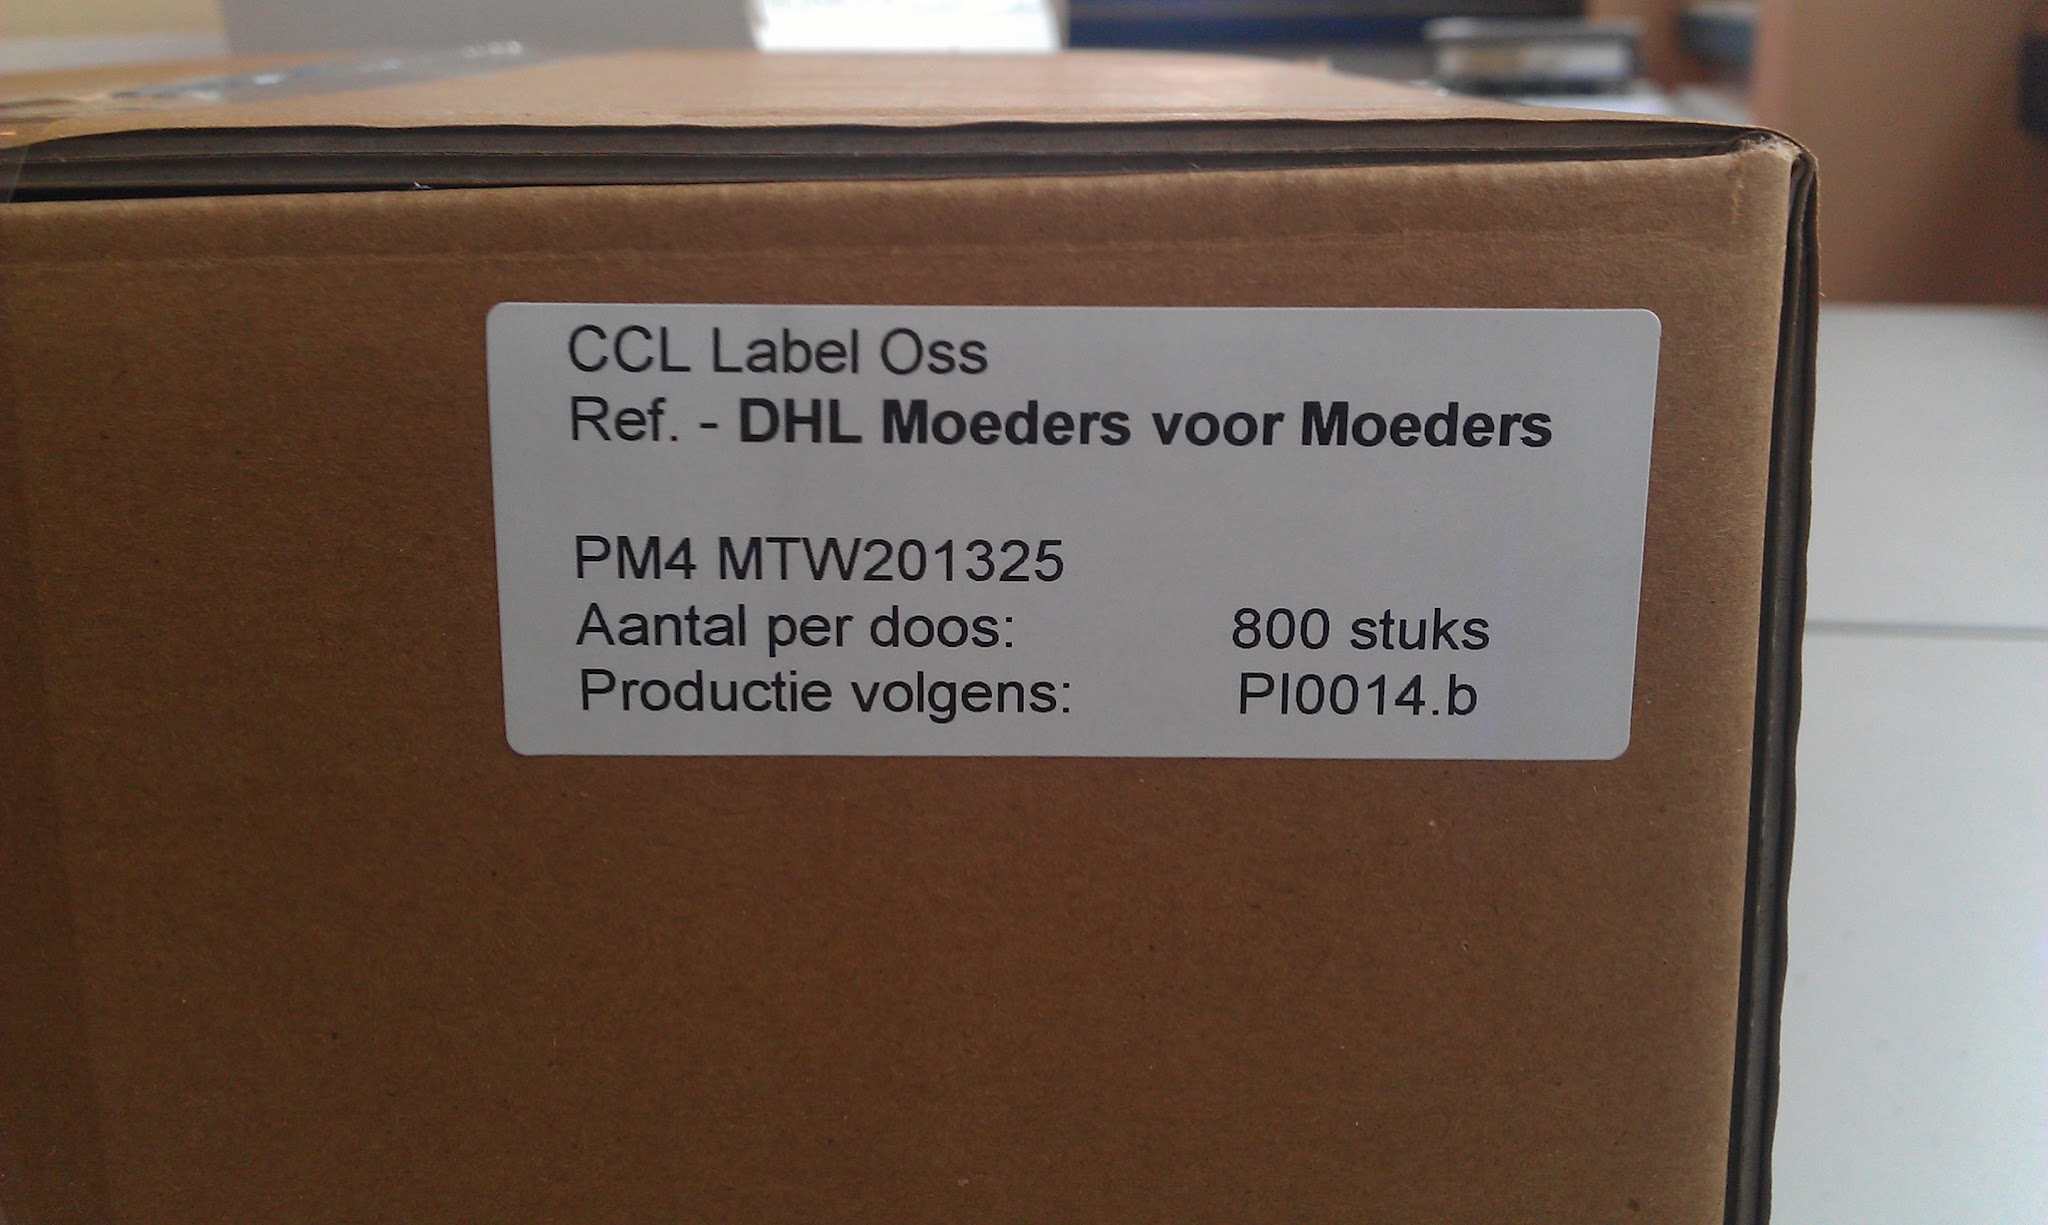 CCL Label Oss
Ref. - DHL Moeders voor Moeders
PM4 MTW201325
Aantal per doos: 800 stuks
Productie volgens: PI0014.b